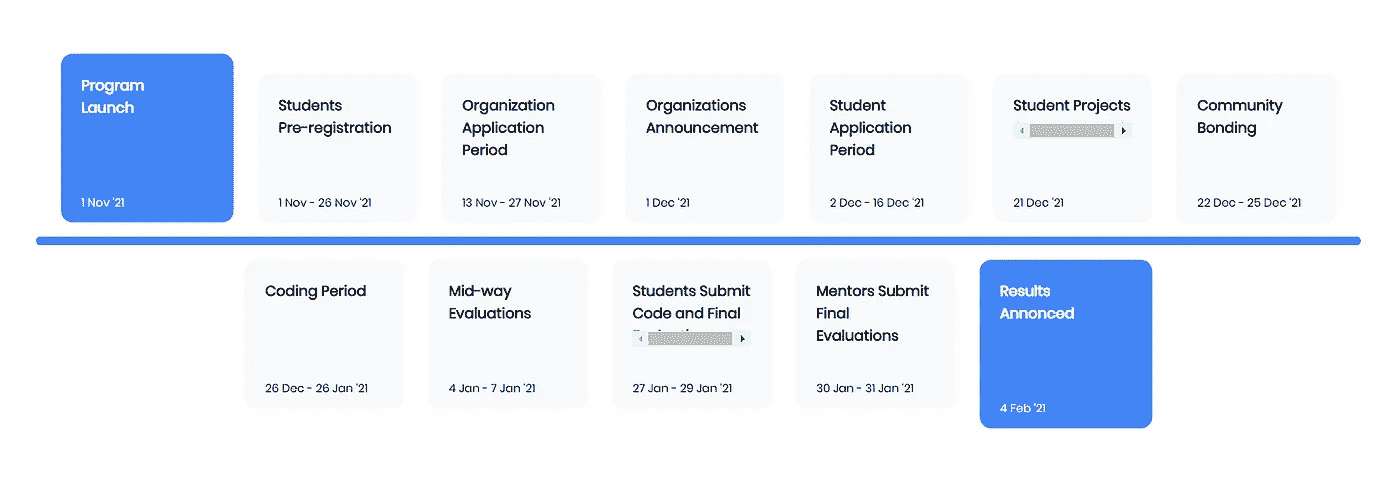 Program
Launch
1 Nov '21
Students
Pre-registration
1 Nov - 26 Nov '21
Organization
Application
Period
13 Nov - 27 Nov '21
Organizations
Announcement
1 Dec '21
Student
Application
Period
2 Dec - 16 Dec '21
Student Projects
21 Dec '21
Community
Bonding
22 Dec - 25 Dec '21
Coding Period
26 Dec - 26 Jan '21
Mid-way
Evaluations
4 Jan - 7 Jan '21
Students Submit
Code and Final
27 Jan - 29 Jan '21
Mentors Submit
Final
Evaluations
30 Jan - 31 Jan '21
Results
Annonced
4 Feb '21